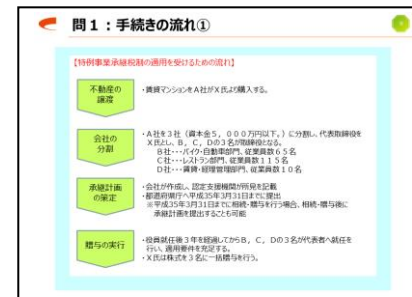 問１：手続きの流れ①
【特例事業承継税制の適用を受けるための流れ】
不動産の
譲渡
・賃貸マンションをA社がX氏より購入する。
会社の
分割
・A社を3社（資本金５，０００万円以下。）に分割し、代表取締役を
X氏とし、B，C，Dの3名が取締役となる。
B社･･･バイク・自動車部門、従業員数６５名
C社･･･レストラン部門、従業員数１１５名
D社･･･賃貸・経理管理部門、従業員数１０名
承継計画
の策定
・会社が作成し、認定支援機関が所見を記載
・都道府県庁へ平成35年3月31日までに提出
※平成35年3月31日までに相続・贈与を行う場合、相続・贈与後に
承継計画を提出することも可能
贈与の実行
・役員就任後３年を経過してからB，C，Dの3名が代表者へ就任を
行い、適用要件を充足する。
・X氏は株式を３名に一括贈与を行う。